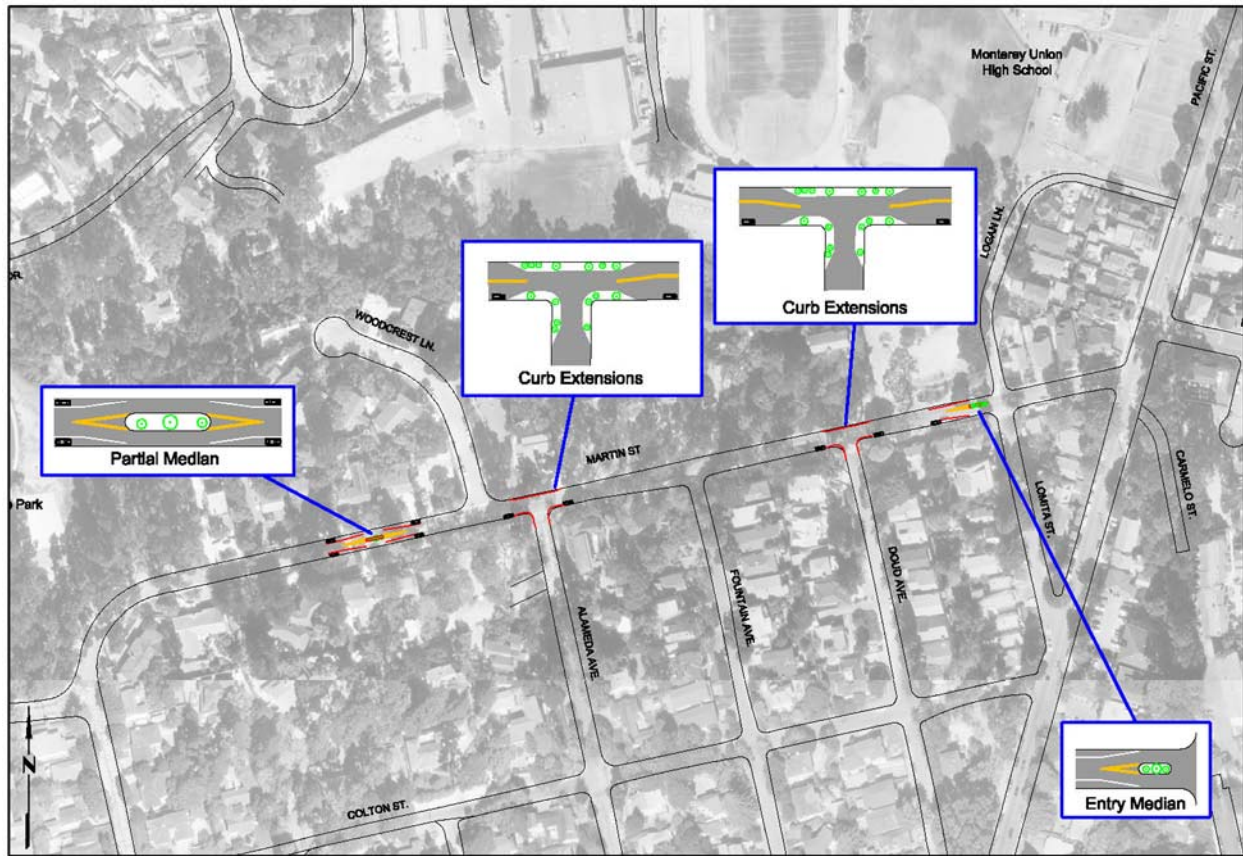 Monterey Union
High School
PACIFIC ST.
LOGAN LN.
Curb Extensions
DR.
WOODCREST LN.
Curb Extensions
Partial Median
MARTIN ST
CARMELO ST.
LOMITA ST.
Park
DOUD AVE.
FOUNTAIN AVE.
ALAMEDA AVE.
N
COLTON ST.
Entry Median